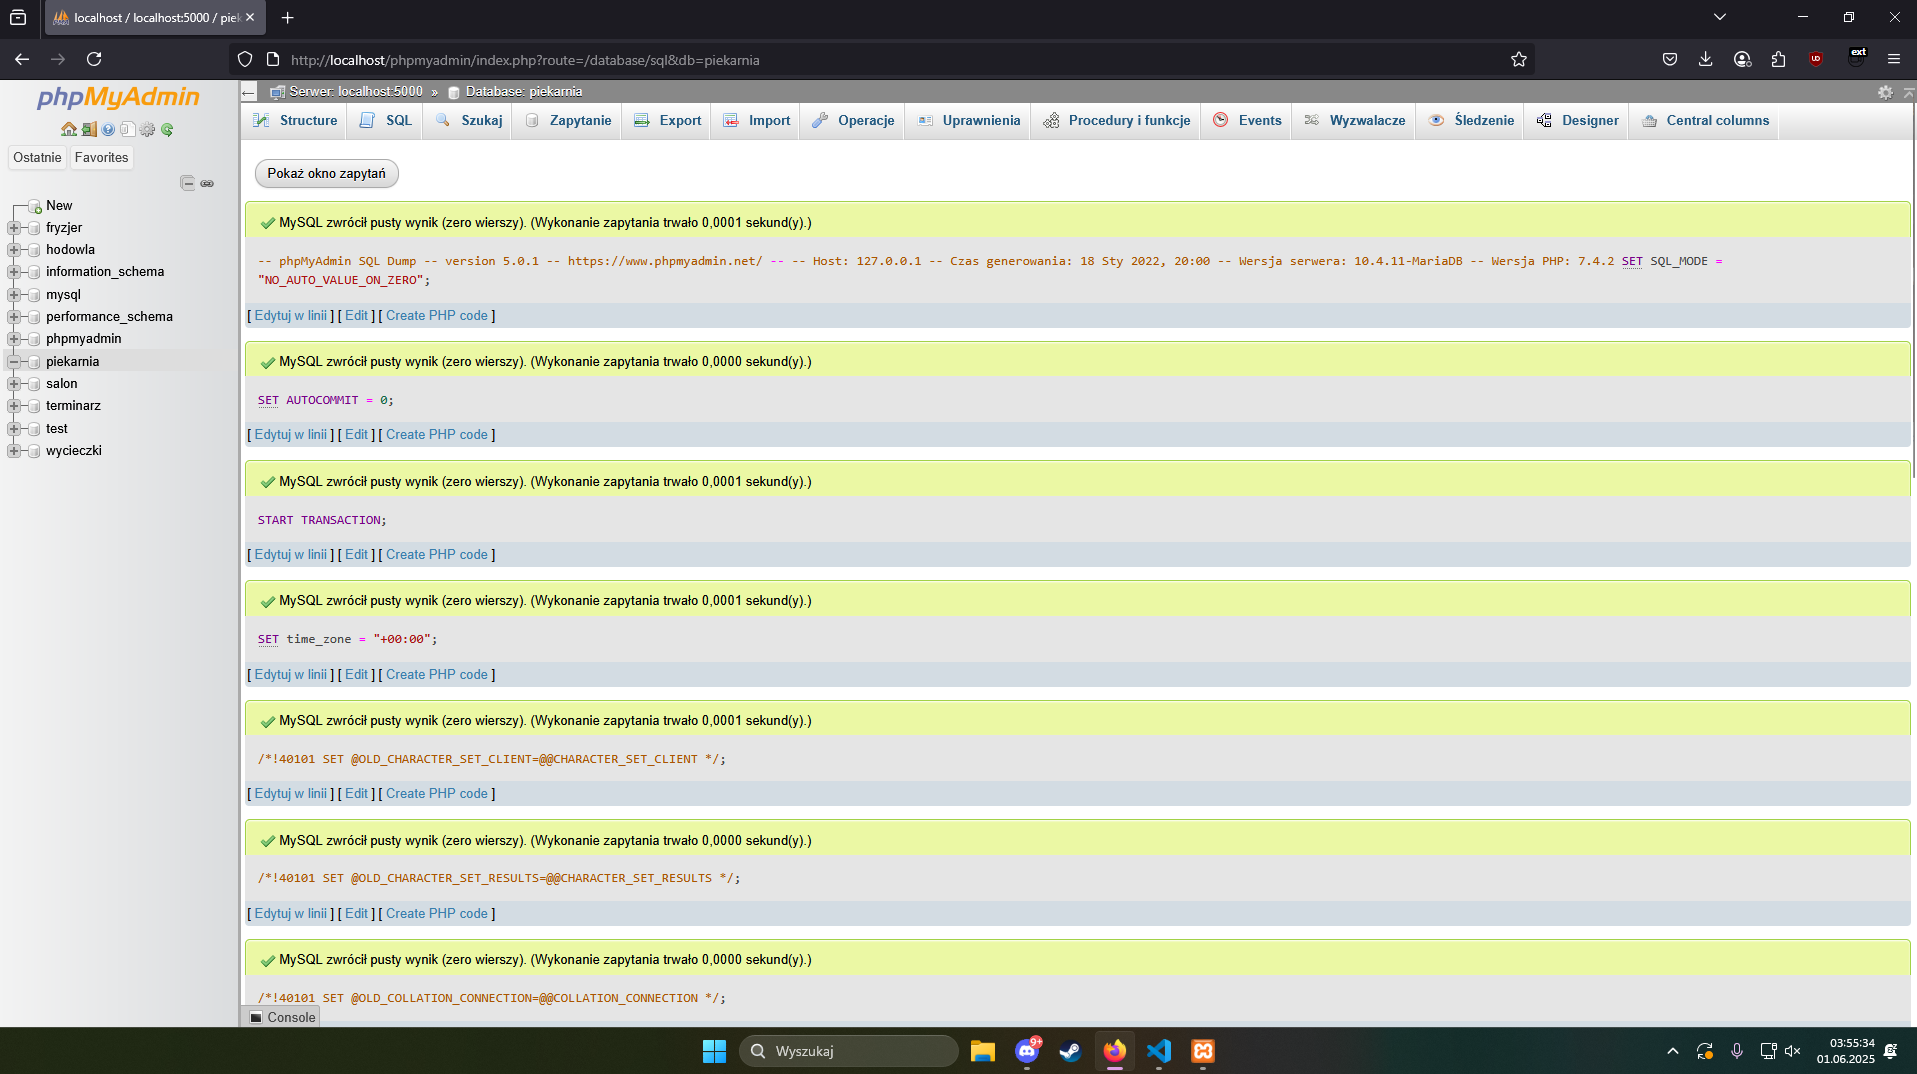 localhost / localhost:5000 / piek
http://localhost/phpmyadmin/index.php?route=/database/sql&db=piekarnia
ext
phpMyAdmin
Ostatnie
Favorites
New
fryzjer
hodowla
information_schema
mysql
performance_schema
phpmyadmin
piekarnia
salon
terminarz
test
wycieczki
Serwer: localhost:5000 » Database: piekarnia
Structure
SQL
Szukaj
Zapytanie
Export
Import
Operacje
Uprawnienia
Procedury i funkcje
Events
Wyzwalacze
Śledzenie
Designer
Central columns
Pokaż okno zapytań
MySQL zwrócił pusty wynik (zero wierszy). (Wykonanie zapytania trwało 0,0001 sekund(y).)
-- phpMyAdmin SQL Dump -- version 5.0.1 -- https://www.phpmyadmin.net/ -- -- Host: 127.0.0.1 -- Czas generowania: 18 Sty 2022, 20:00 -- Wersja serwera: 10.4.11-MariaDB -- Wersja PHP: 7.4.2 SET SQL_MODE =
"NO_AUTO_VALUE_ON_ZERO";
[ Edytuj w linii ] [ Edit ] [ Create PHP code ]
MySQL zwrócił pusty wynik (zero wierszy). (Wykonanie zapytania trwało 0,0000 sekund(y).)
SET AUTOCOMMIT = 0;
[ Edytuj w linii ] [ Edit ] [ Create PHP code ]
MySQL zwrócił pusty wynik (zero wierszy). (Wykonanie zapytania trwało 0,0001 sekund(y).)
START TRANSACTION;
[ Edytuj w linii ] [ Edit ] [ Create PHP code ]
MySQL zwrócił pusty wynik (zero wierszy). (Wykonanie zapytania trwało 0,0001 sekund(y).)
SET time_zone = "+00:00";
[ Edytuj w linii ] [ Edit ] [ Create PHP code ]
MySQL zwrócił pusty wynik (zero wierszy). (Wykonanie zapytania trwało 0,0001 sekund(y).)
/*!40101 SET @OLD_CHARACTER_SET_CLIENT=@@CHARACTER_SET_CLIENT */;
[ Edytuj w linii ] [ Edit ] [ Create PHP code ]
MySQL zwrócił pusty wynik (zero wierszy). (Wykonanie zapytania trwało 0,0000 sekund(y).)
/*!40101 SET @OLD_CHARACTER_SET_RESULTS=@@CHARACTER_SET_RESULTS */;
[ Edytuj w linii ] [ Edit ] [ Create PHP code ]
MySQL zwrócił pusty wynik (zero wierszy). (Wykonanie zapytania trwało 0,0000 sekund(y).)
/*!40101 SET @OLD_COLLATION_CONNECTION=@@COLLATION_CONNECTION */;
Console
Wyszukaj
9+
03:55:34
01.06.2025